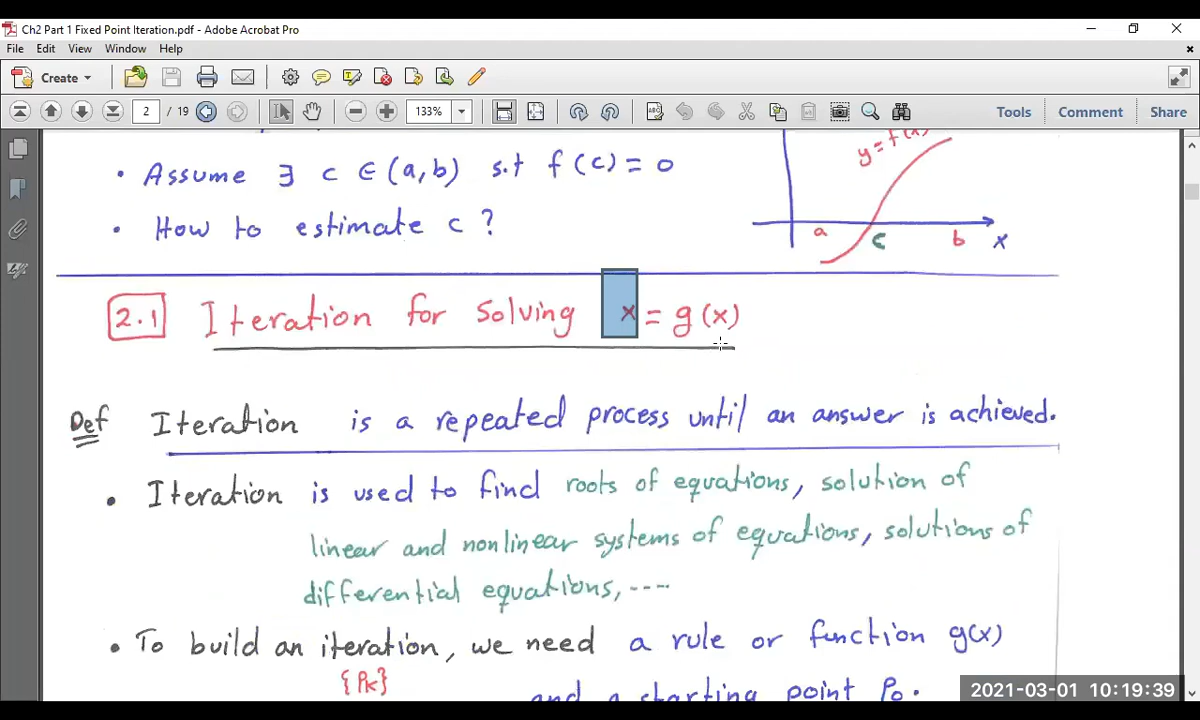 Ch2 Part 1 Fixed Point Iteration.pdf - Adobe Acrobat Pro
File Edit View Window Help
Create
2 / 19 133% Tools Comment Share
y = f(x)
• Assume ∃ c ∈ (a,b) s.t f(c) = 0
• How to estimate c ?
a c b x
2.1 Iteration for solving x = g(x)
Def Iteration is a repeated process until an answer is achieved.
• Iteration is used to find roots of equations, solution of
linear and nonlinear systems of equations, solutions of
differential equations, ----
• To build an iteration, we need a rule or function g(x)
{Pk}
and a starting point P0.
2021-03-01 10:19:39